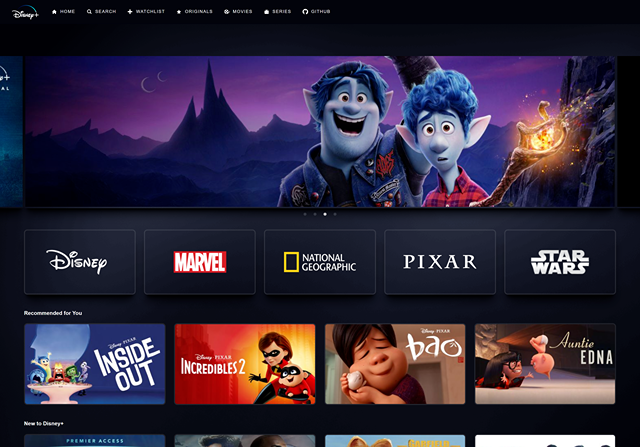 Disney+
HOME
SEARCH
WATCHLIST
ORIGINALS
MOVIES
SERIES
GITHUB
Disney
MARVEL
NATIONAL
GEOGRAPHIC
PIXAR
STAR
WARS
Recommended for You
Disney PIXAR
INSIDE
OUT
Disney PIXAR
INCREDIBLES 2
Disney PIXAR
bao
Auntie
EDNA
New to Disney+
PREMIER ACCESS